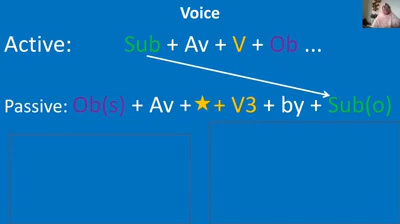 Voice
Active: Sub + Av + V + Ob ...
Passive: Ob(s) + Av + ★ + V3 + by + Sub(o)